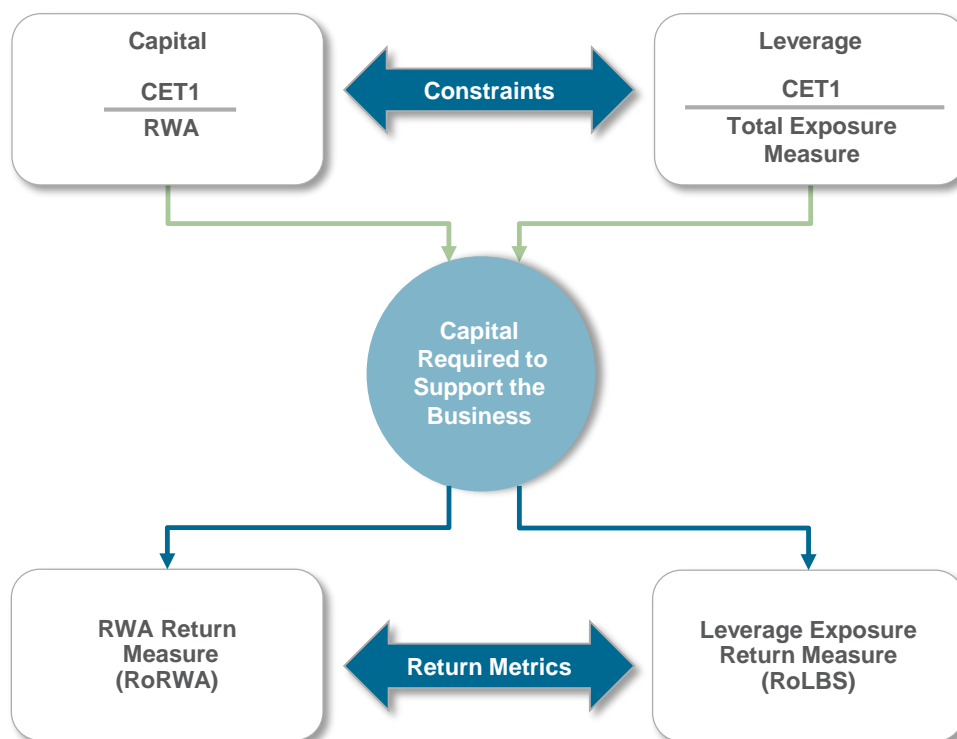 Capital
CET1
RWA
Constraints
Leverage
CET1
Total Exposure
Measure
Capital
Required to
Support the
Business
RWA Return
Measure
(RoRWA)
Return Metrics
Leverage Exposure
Return Measure
(RoLBS)